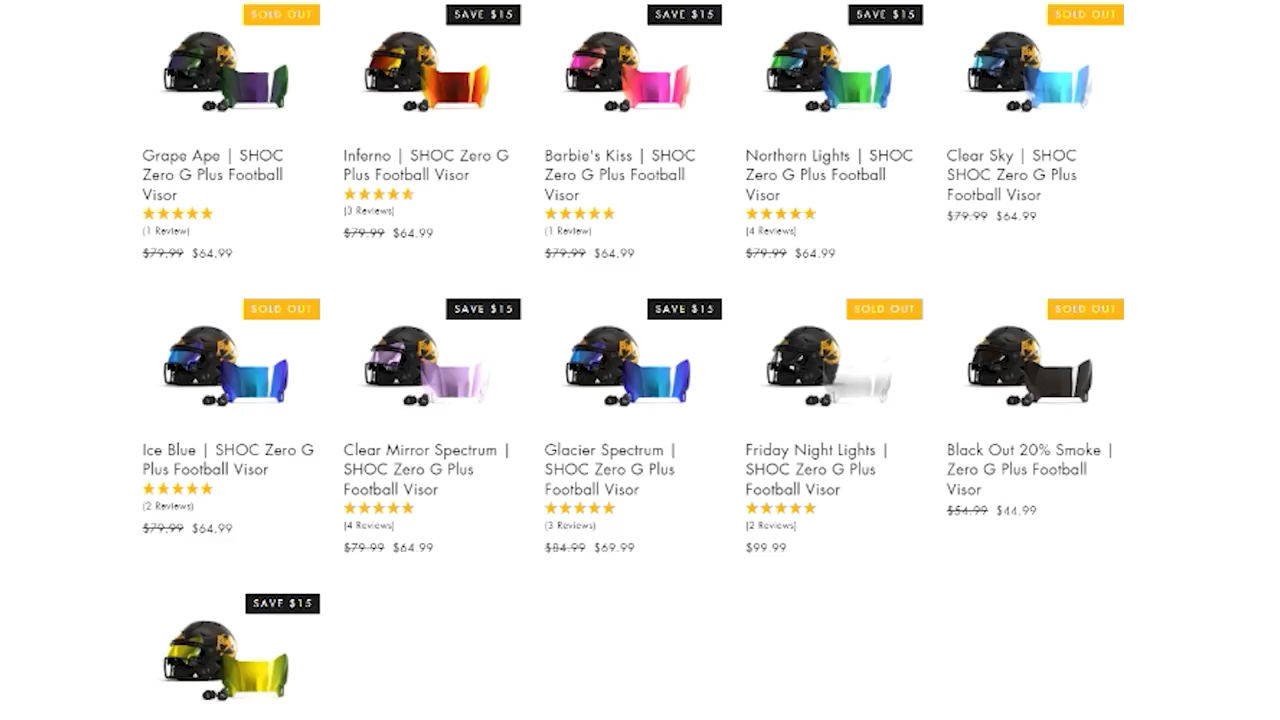 SOLD OUT
SAVE $15
SAVE $15
SAVE $15
SOLD OUT
Grape Ape | SHOC
Zero G Plus Football
Visor
(1 Review)
$79.99 $64.99
Inferno | SHOC Zero G
Plus Football Visor
(3 Reviews)
$79.99 $64.99
Barbie's Kiss | SHOC
Zero G Plus Football
Visor
(1 Review)
$79.99 $64.99
Northern Lights | SHOC
Zero G Plus Football
Visor
(4 Reviews)
$79.99 $64.99
Clear Sky | SHOC
SHOC Zero G Plus
Football Visor
$79.99 $64.99
SOLD OUT
SAVE $15
SAVE $15
SOLD OUT
SOLD OUT
Ice Blue | SHOC Zero G
Plus Football Visor
(2 Reviews)
$79.99 $64.99
Clear Mirror Spectrum |
SHOC Zero G Plus
Football Visor
(4 Reviews)
$79.99 $64.99
Glacier Spectrum |
SHOC Zero G Plus
Football Visor
(3 Reviews)
$84.99 $69.99
Friday Night Lights |
SHOC Zero G Plus
Football Visor
(2 Reviews)
$99.99
Black Out 20% Smoke |
Zero G Plus Football
Visor
$54.99 $44.99
SAVE $15